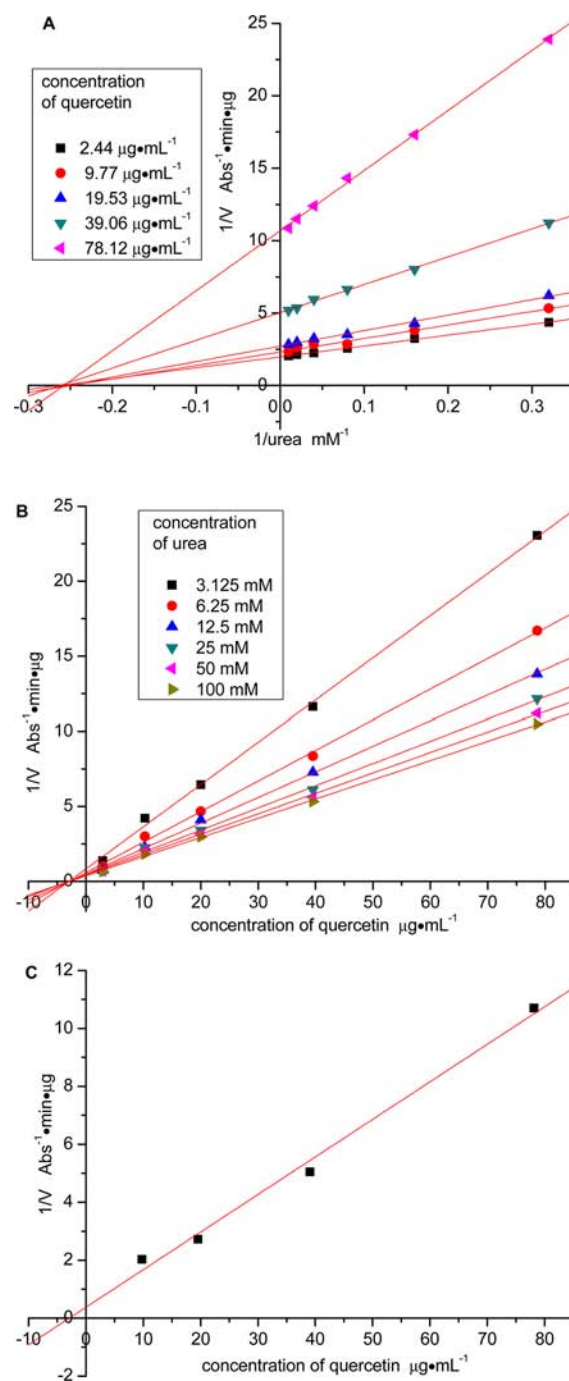 A
concentration
of quercetin
2.44 µg•mL⁻¹
9.77 µg•mL⁻¹
19.53 µg•mL⁻¹
39.06 µg•mL⁻¹
78.12 µg•mL⁻¹
1/V Abs⁻¹•min•µg
25
20
15
10
5
0
-0.3 -0.2 -0.1 0.0 0.1 0.2 0.3
1/urea mM⁻¹
B
concentration
of urea
3.125 mM
6.25 mM
12.5 mM
25 mM
50 mM
100 mM
1/V Abs⁻¹•min•µg
25
20
15
10
5
0
-10 0 10 20 30 40 50 60 70 80
concentration of quercetin µg•mL⁻¹
C
1/V Abs⁻¹•min•µg
12
10
8
6
4
2
0
-10 0 10 20 30 40 50 60 70 80
-2
concentration of quercetin µg•mL⁻¹